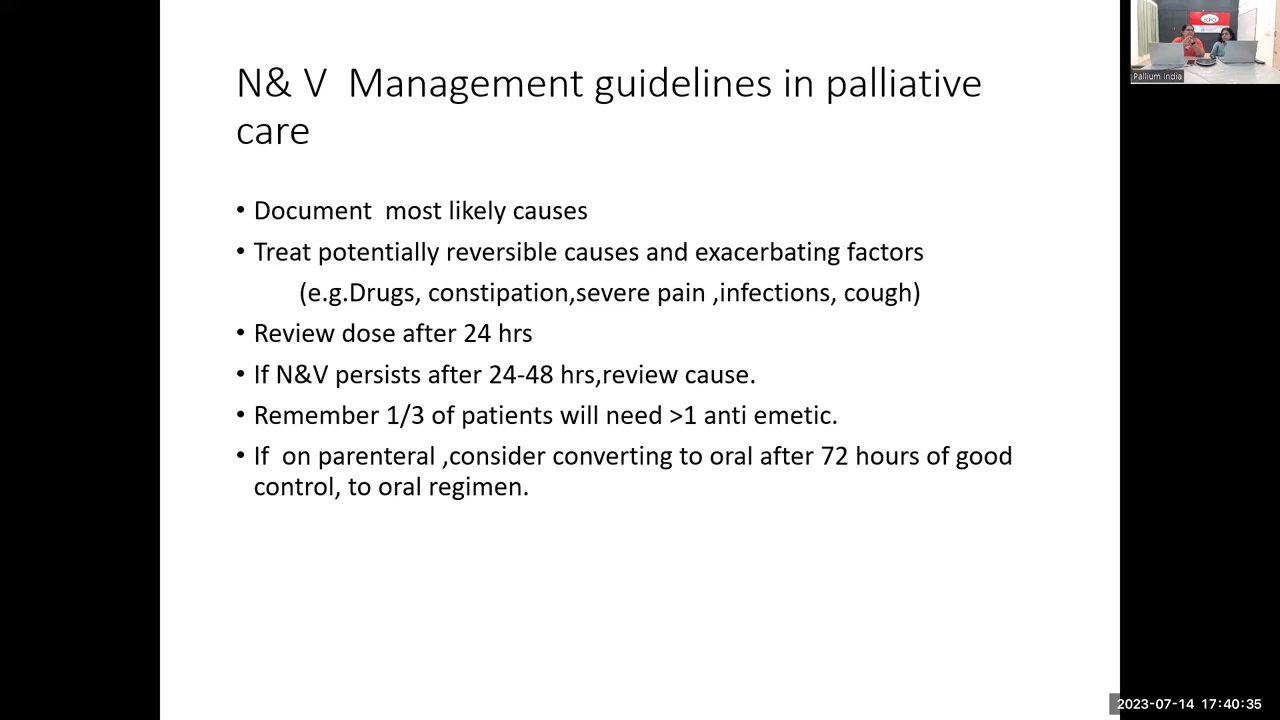 N& V  Management guidelines in palliative
care
• Document  most likely causes
• Treat potentially reversible causes and exacerbating factors
(e.g.Drugs, constipation,severe pain ,infections, cough)
• Review dose after 24 hrs
• If N&V persists after 24-48 hrs,review cause.
• Remember 1/3 of patients will need >1 anti emetic.
• If  on parenteral ,consider converting to oral after 72 hours of good
control, to oral regimen.
Pallium India
2023-07-14 17:40:35